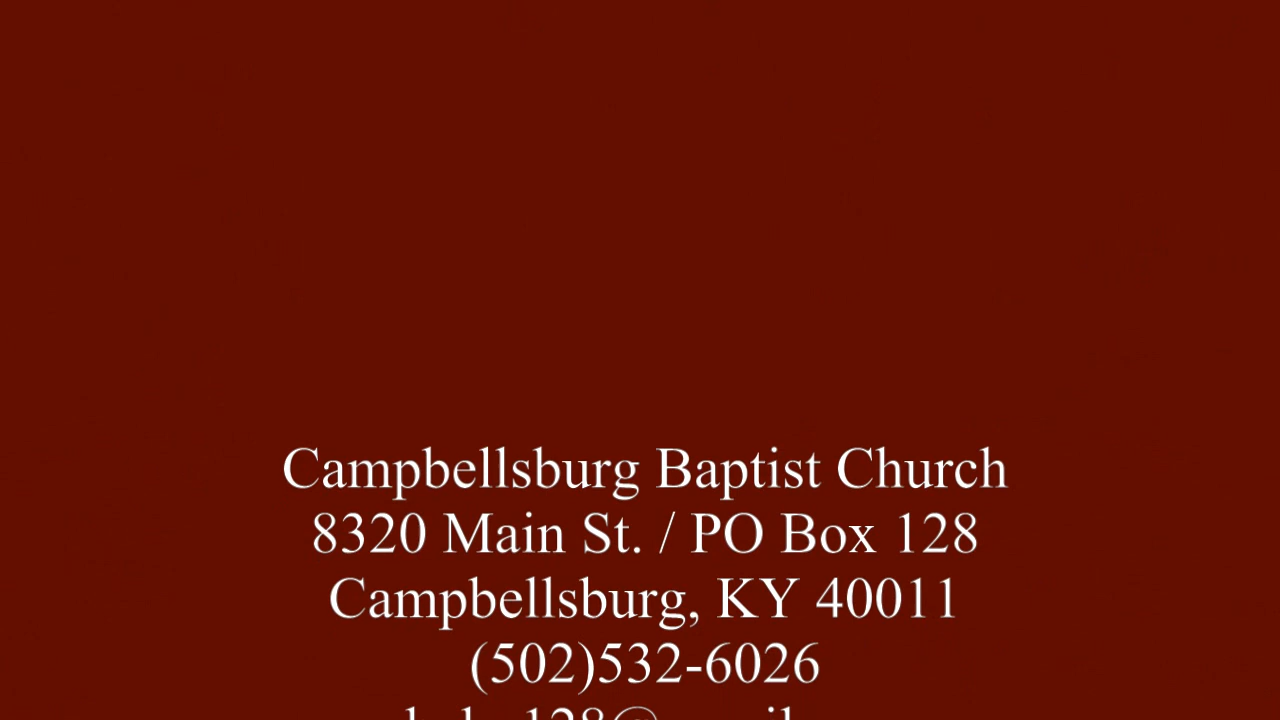 Campbellsburg Baptist Church
8320 Main St. / PO Box 128
Campbellsburg, KY 40011
(502)532-6026